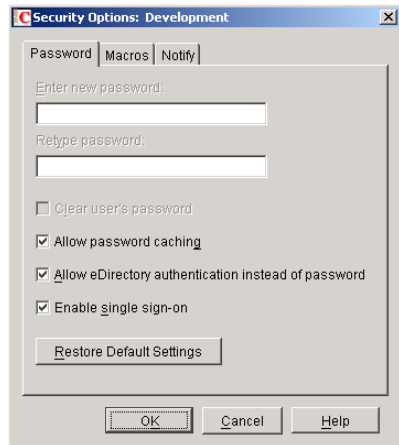 Security Options: Development
Password Macros Notify
Enter new password:
Retype password:
Clear user's password
Allow password caching
Allow eDirectory authentication instead of password
Enable single sign-on
Restore Default Settings
OK Cancel Help